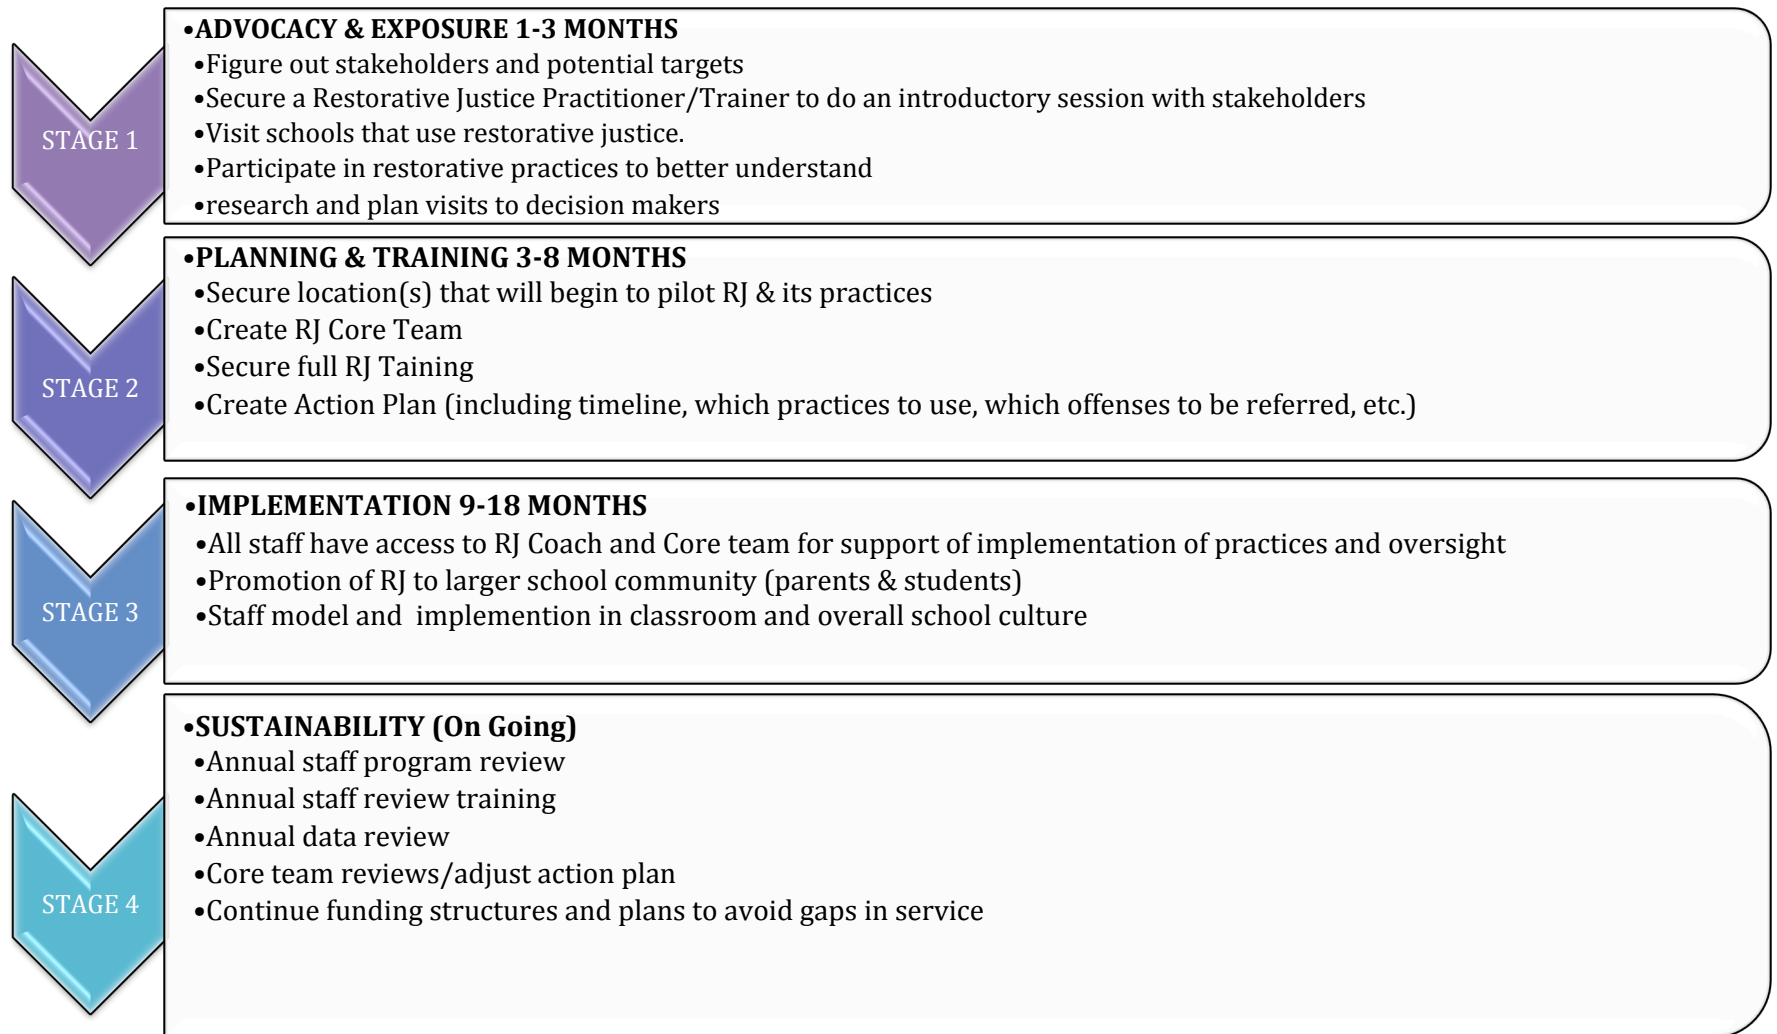 •ADVOCACY & EXPOSURE 1-3 MONTHS
•Figure out stakeholders and potential targets
•Secure a Restorative Justice Practitioner/Trainer to do an introductory session with stakeholders
•Visit schools that use restorative justice.
•Participate in restorative practices to better understand
•research and plan visits to decision makers
STAGE 1
•PLANNING & TRAINING 3-8 MONTHS
•Secure location(s) that will begin to pilot RJ & its practices
•Create RJ Core Team
•Secure full RJ Taining
•Create Action Plan (including timeline, which practices to use, which offenses to be referred, etc.)
STAGE 2
•IMPLEMENTATION 9-18 MONTHS
•All staff have access to RJ Coach and Core team for support of implementation of practices and oversight
•Promotion of RJ to larger school community (parents & students)
•Staff model and  implemention in classroom and overall school culture
STAGE 3
•SUSTAINABILITY (On Going)
•Annual staff program review
•Annual staff review training
•Annual data review
•Core team reviews/adjust action plan
•Continue funding structures and plans to avoid gaps in service
STAGE 4